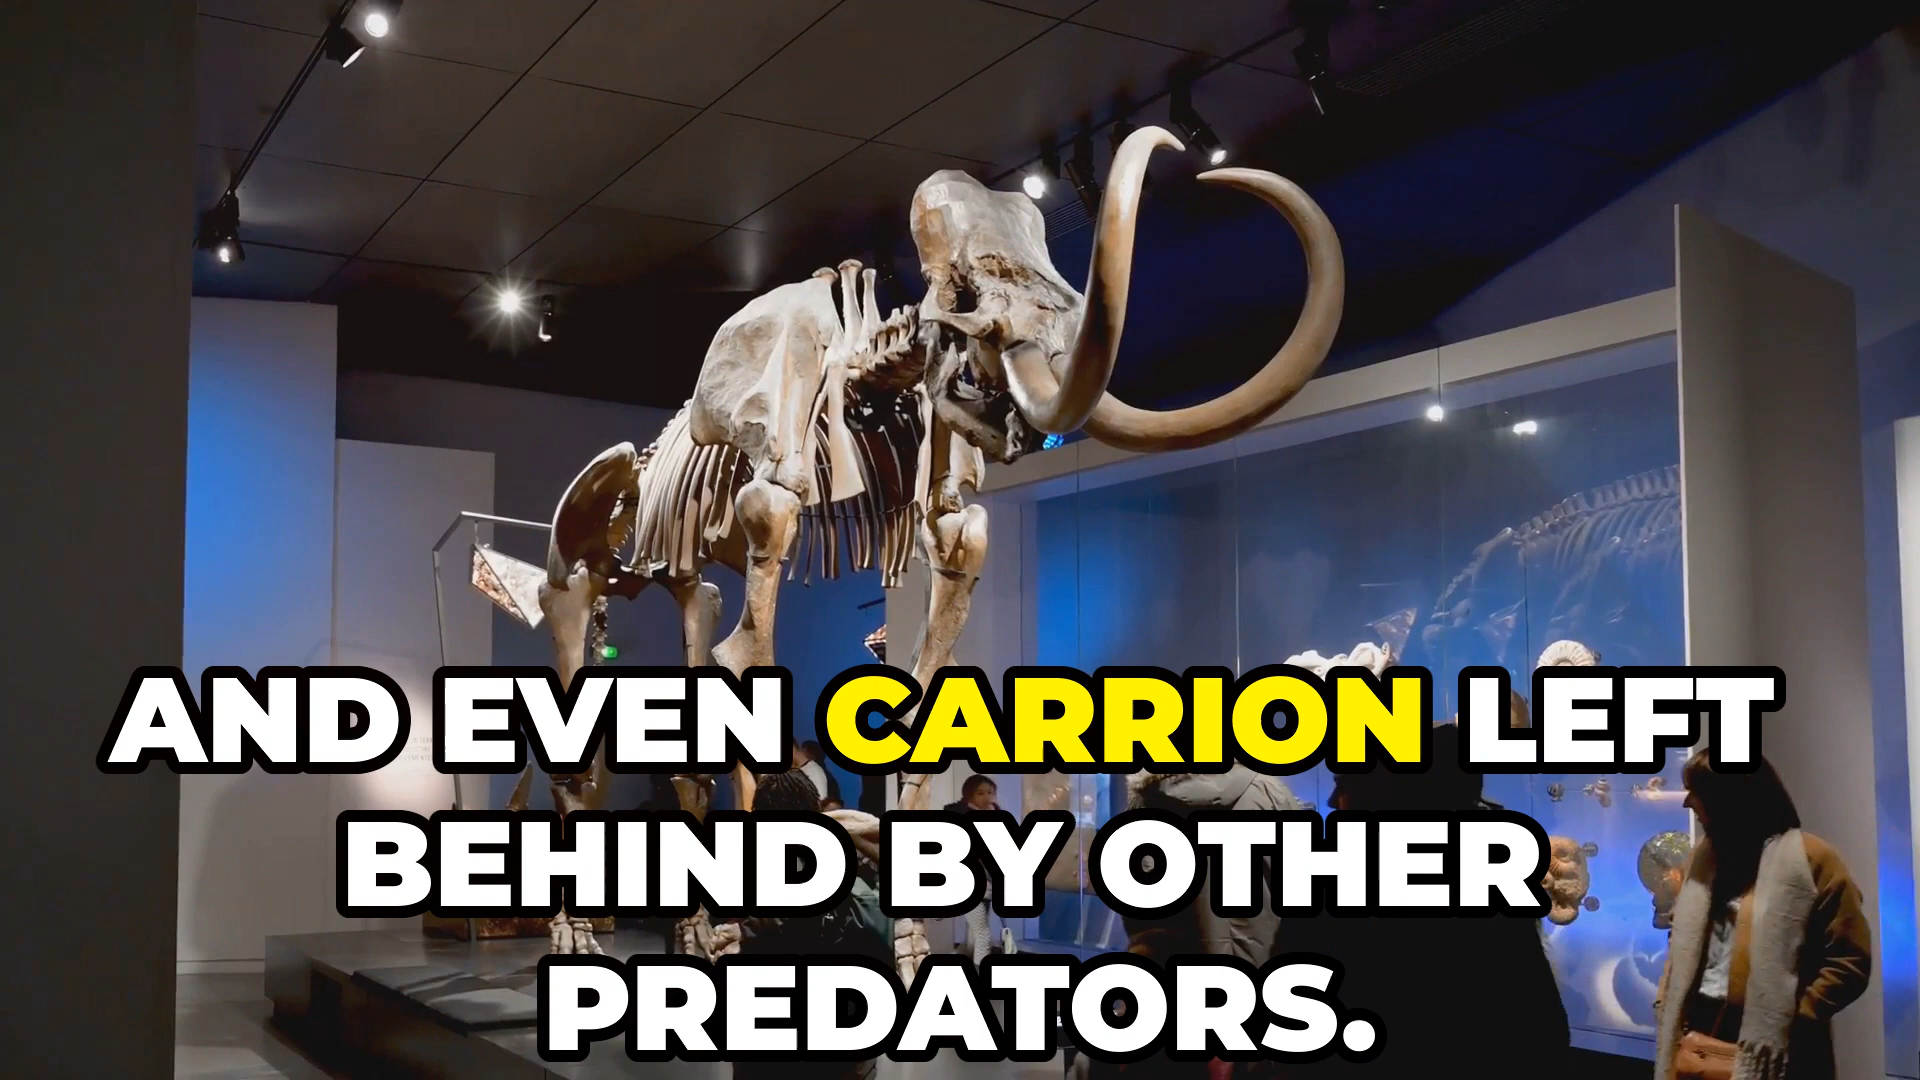 AND EVEN CARRION LEFT
BEHIND BY OTHER
PREDATORS.